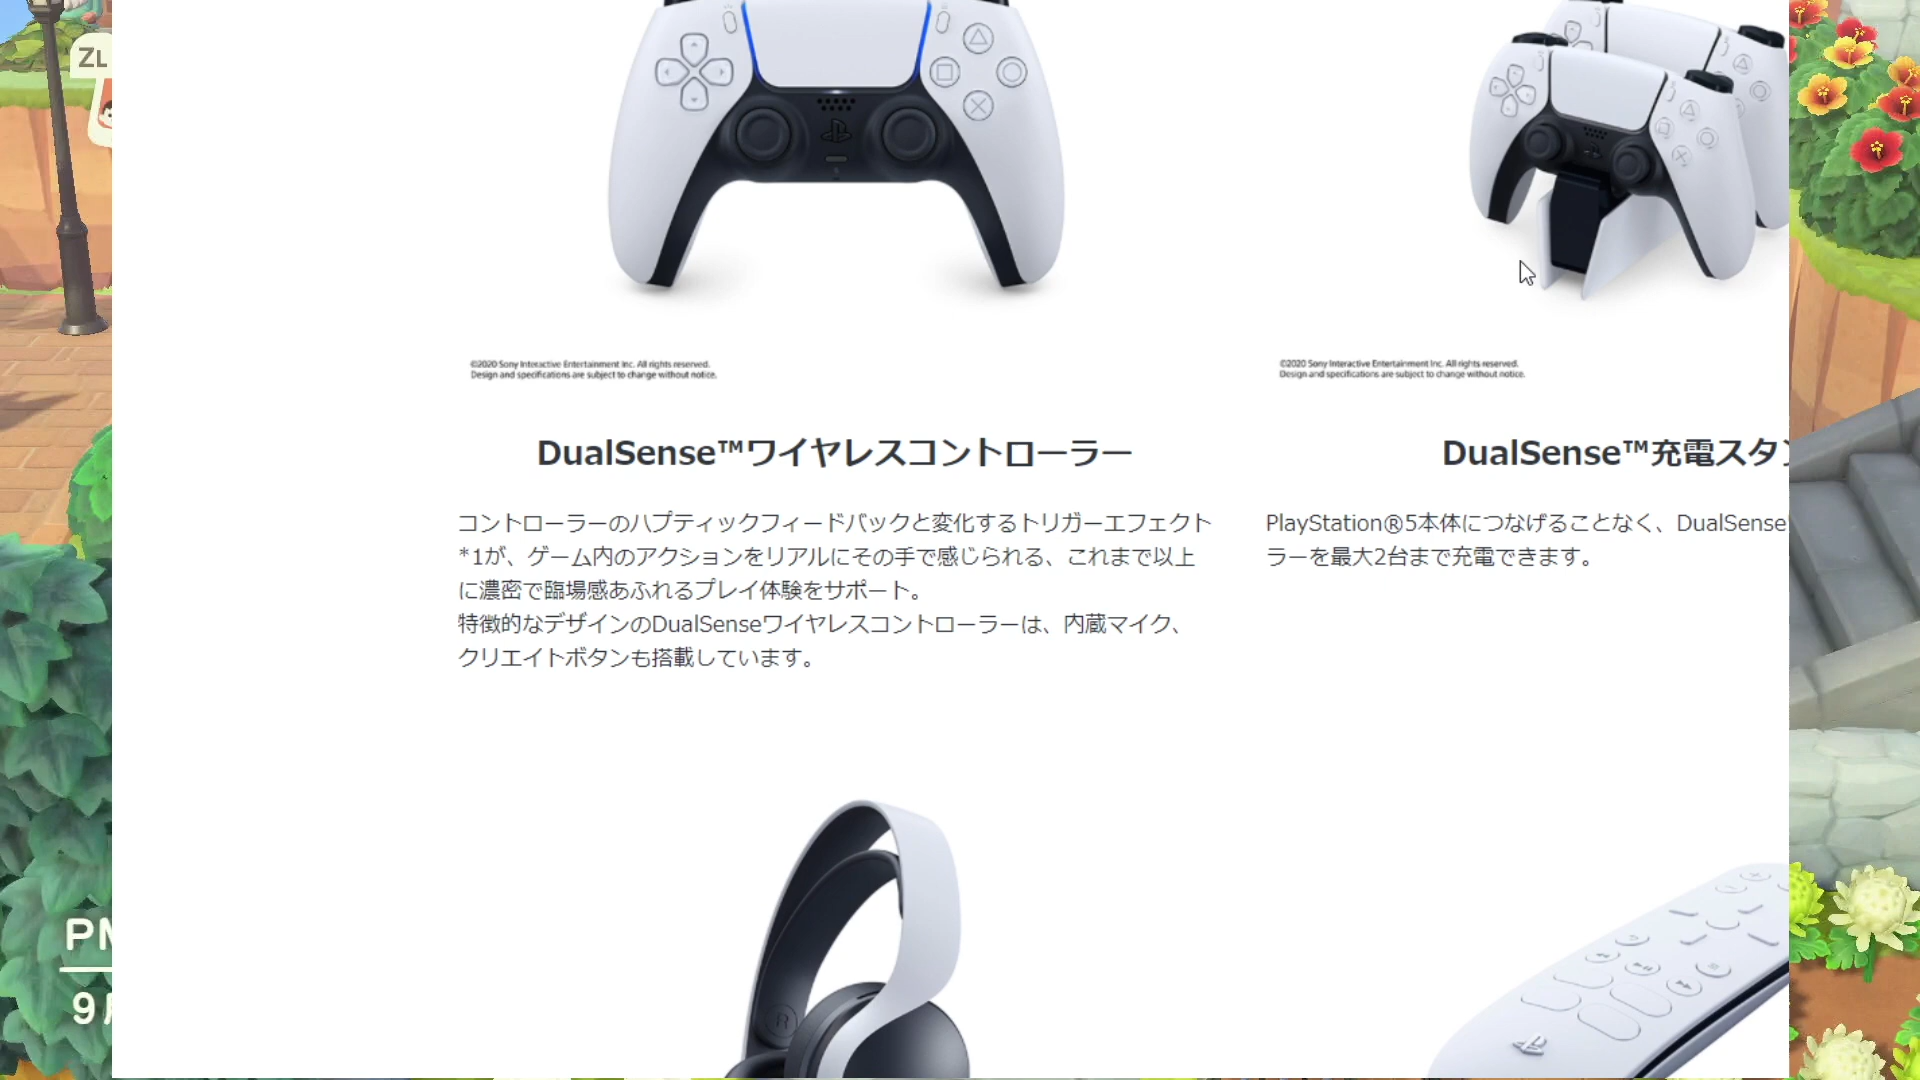 ZL
©2020 Sony Interactive Entertainment Inc. All rights reserved.
Design and specifications are subject to change without notice.
©2020 Sony Interactive Entertainment Inc. All rights reserved.
Design and specifications are subject to change without notice.
DualSense™ワイヤレスコントローラー
DualSense™充電スタ
コントローラーのハプティックフィードバックと変化するトリガーエフェクト
*1が、ゲーム内のアクションをリアルにその手で感じられる、これまで以上
に濃密で臨場感あふれるプレイ体験をサポート。
特徴的なデザインのDualSenseワイヤレスコントローラーは、内蔵マイク、
クリエイトボタンも搭載しています。
PlayStation®5本体につなげることなく、DualSense
ラーを最大2台まで充電できます。
R
PM
9月